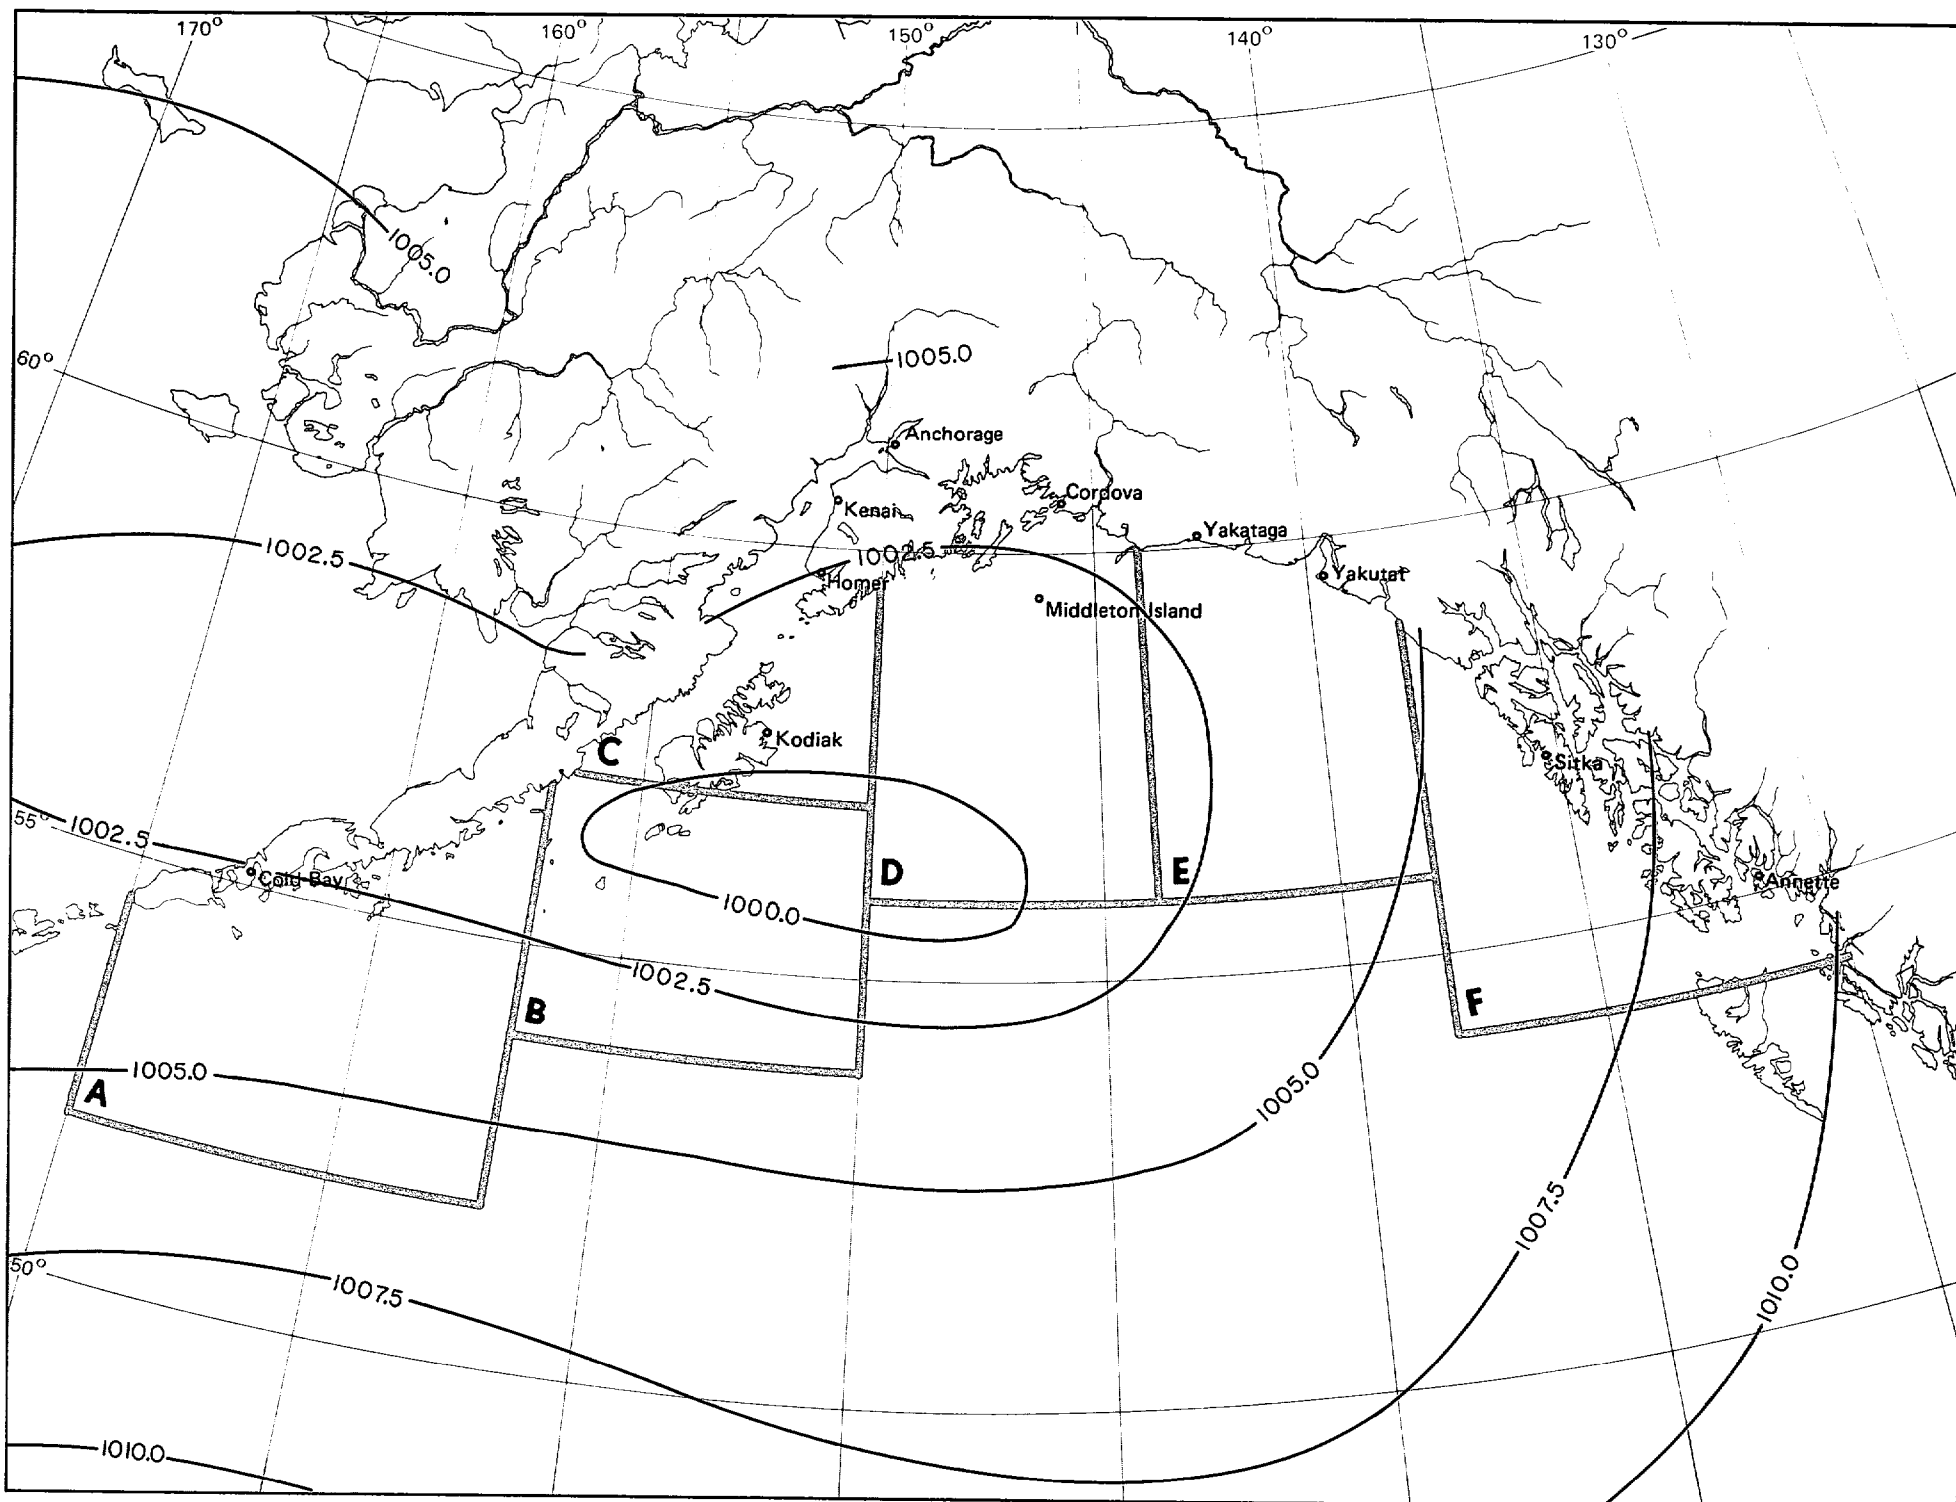 170°
160°
150°
140°
130°
1005.0
60°
1005.0
Anchorage
Cordova
Kenai
Yakataga
1002.5
1002.5
Homer
Yakutat
Middleton Island
Kodiak
C
Sitka
55°
1002.5
Cold Bay
D
E
Annette
1000.0
1002.5
B
F
1005.0
A
1005.0
1007.5
50°
1007.5
1010.0
1010.0